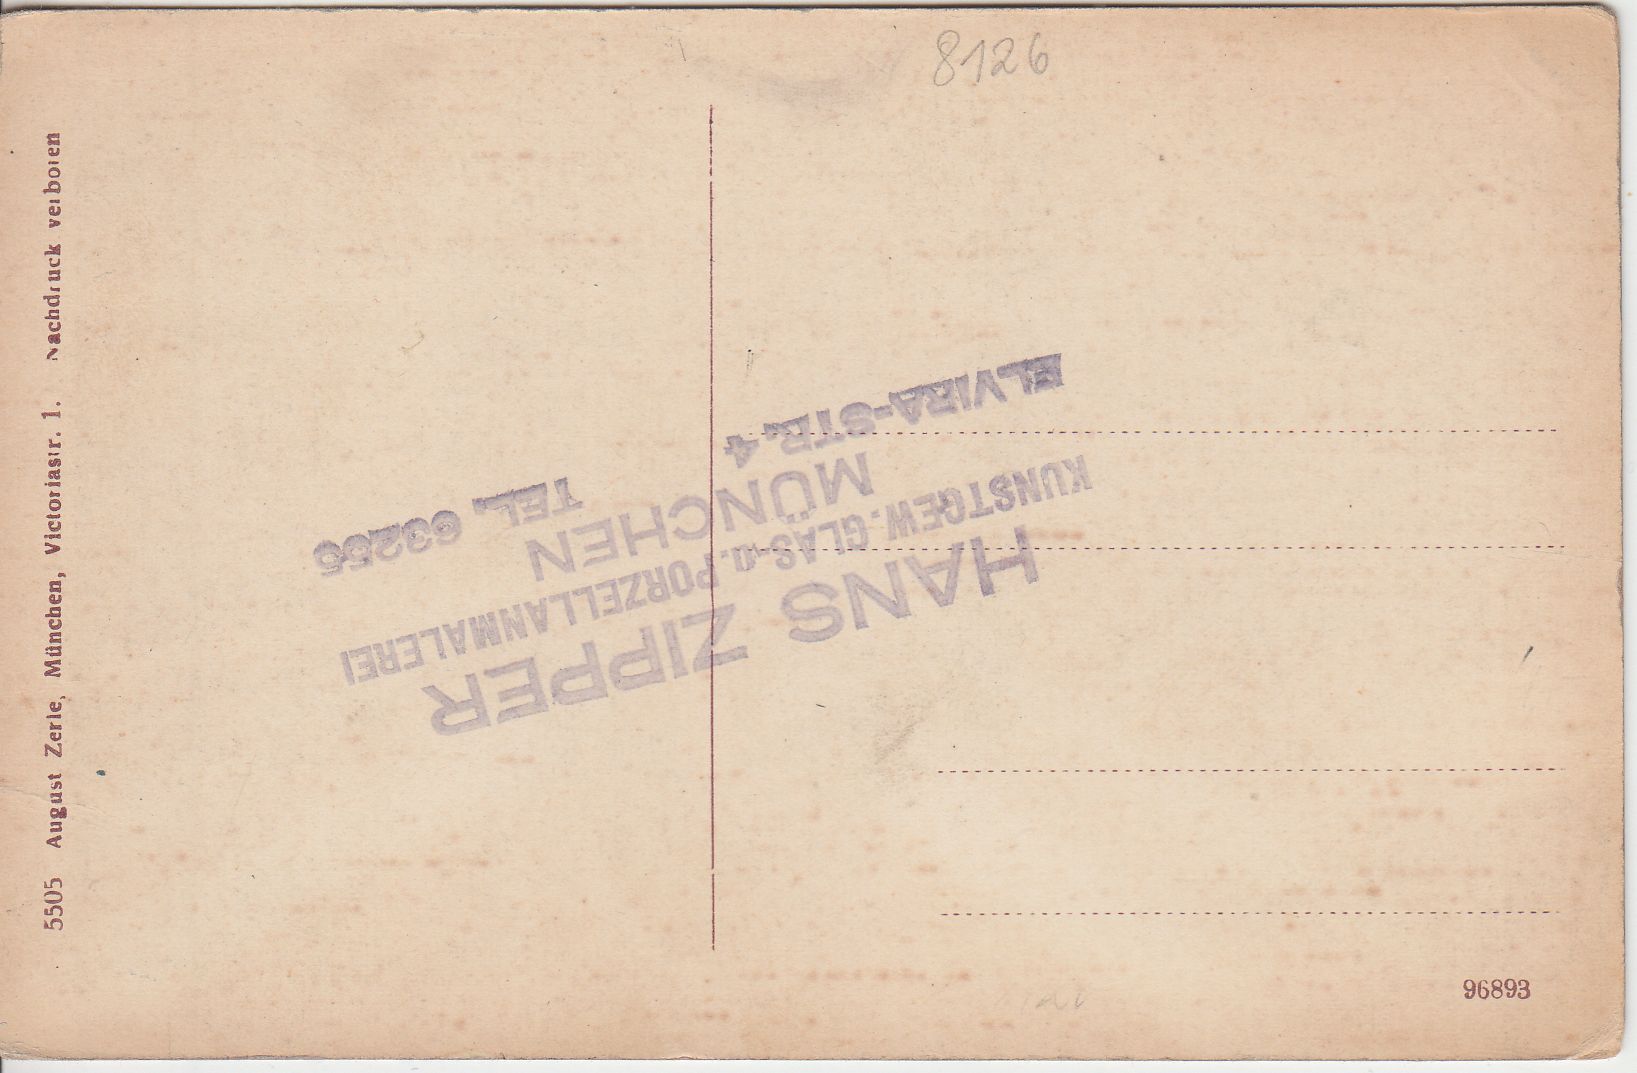 8126
5505 August Zerle, München, Victoriastr. 1. Nachdruck verboten
HANS ZIPPER
KUNSTGEW. GLAS- U. PORZELLANMALEREI
MÜNCHEN
ELVIRA-STR. 4 TEL. 63255
96893